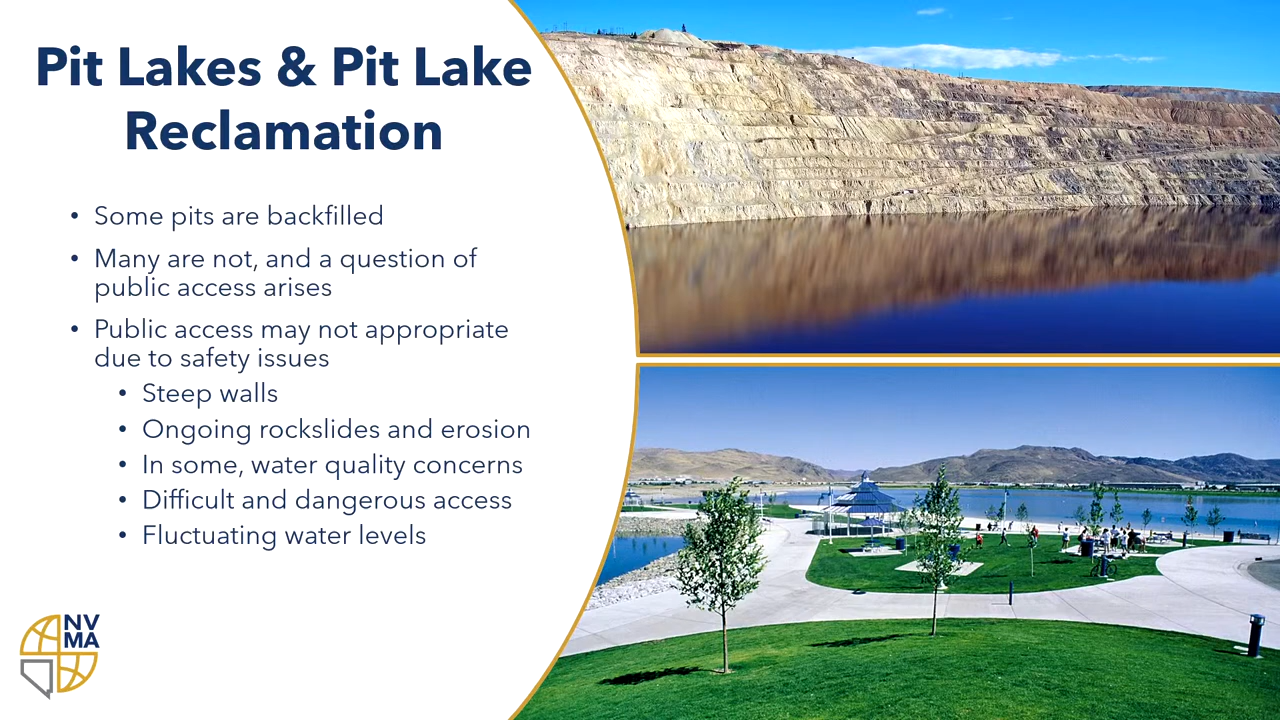 Pit Lakes & Pit Lake
Reclamation
• Some pits are backfilled
• Many are not, and a question of
public access arises
• Public access may not appropriate
due to safety issues
• Steep walls
• Ongoing rockslides and erosion
• In some, water quality concerns
• Difficult and dangerous access
• Fluctuating water levels
NV
MA